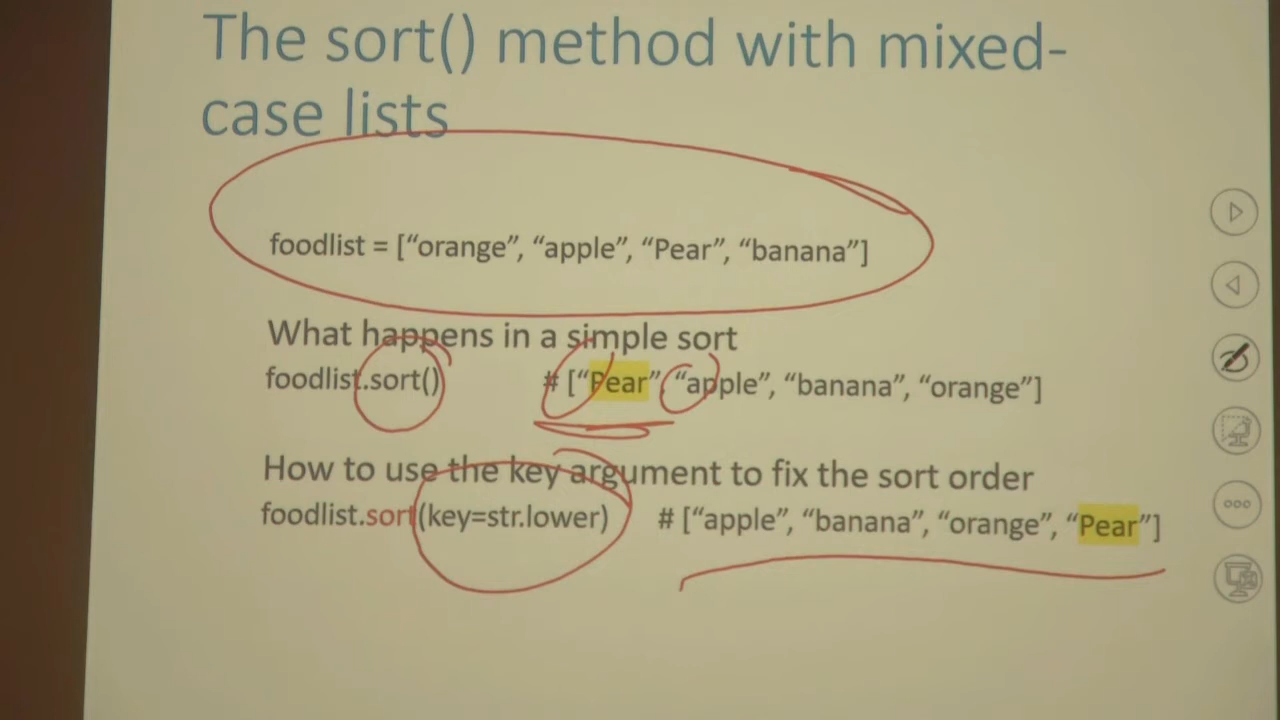 The sort() method with mixed-
case lists
foodlist = [“orange”, “apple”, “Pear”, “banana”]
What happens in a simple sort
foodlist.sort() # [“Pear”, “apple”, “banana”, “orange”]
How to use the key argument to fix the sort order
foodlist.sort(key=str.lower) # [“apple”, “banana”, “orange”, “Pear”]